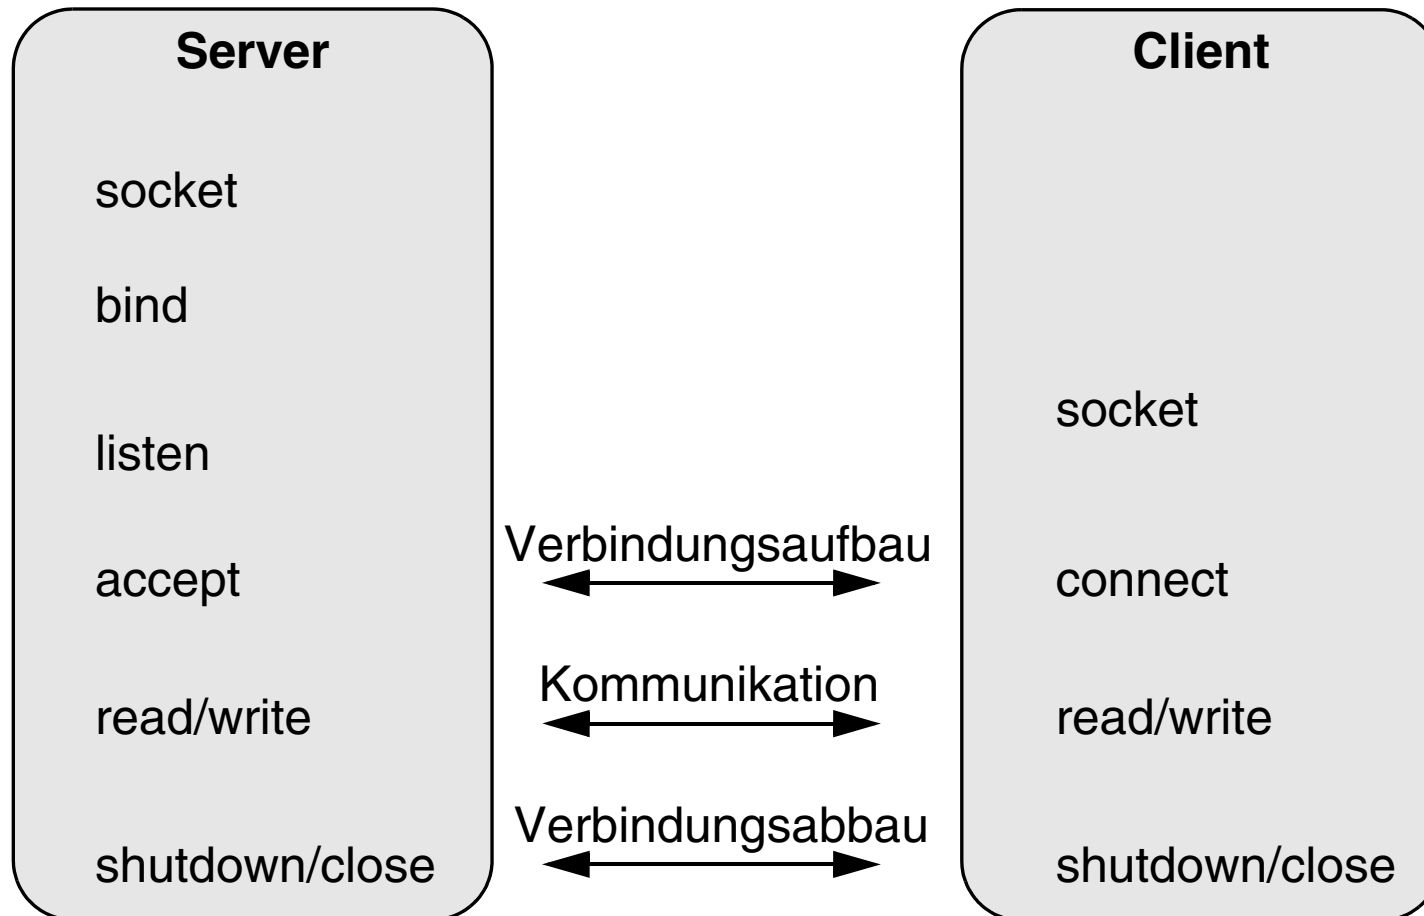 Server
socket
bind
listen
accept
read/write
shutdown/close
Verbindungsaufbau
Kommunikation
Verbindungsabbau
Client
socket
connect
read/write
shutdown/close